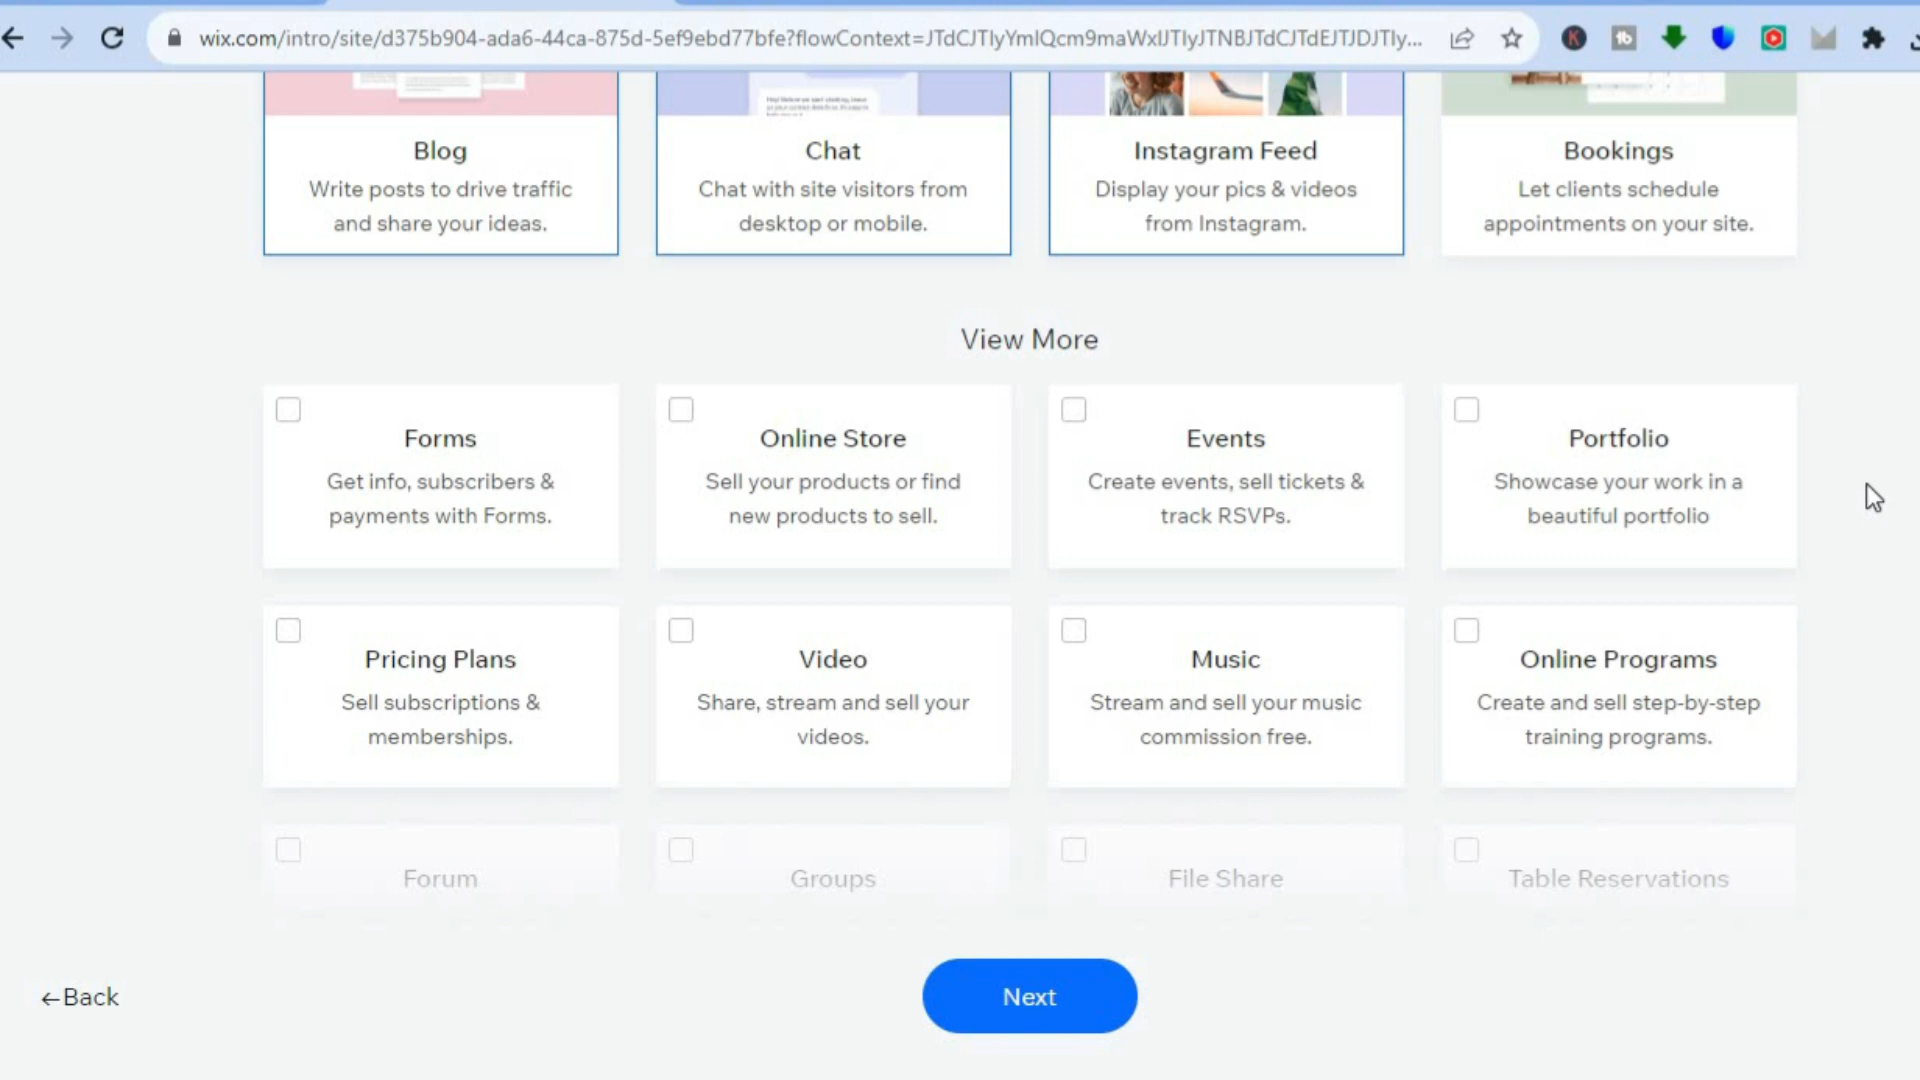 wix.com/intro/site/d375b904-ada6-44ca-875d-5ef9ebd77bfe?flowContext=JTdCJTIyYmlQcm9maWxlJTIyJTNBJTdCJTdEJTJDJTIy...
Blog
Write posts to drive traffic
and share your ideas.
Chat
Chat with site visitors from
desktop or mobile.
Instagram Feed
Display your pics & videos
from Instagram.
Bookings
Let clients schedule
appointments on your site.
View More
Forms
Get info, subscribers &
payments with Forms.
Online Store
Sell your products or find
new products to sell.
Events
Create events, sell tickets &
track RSVPs.
Portfolio
Showcase your work in a
beautiful portfolio
Pricing Plans
Sell subscriptions &
memberships.
Video
Share, stream and sell your
videos.
Music
Stream and sell your music
commission free.
Online Programs
Create and sell step-by-step
training programs.
Forum
Groups
File Share
Table Reservations
←Back
Next